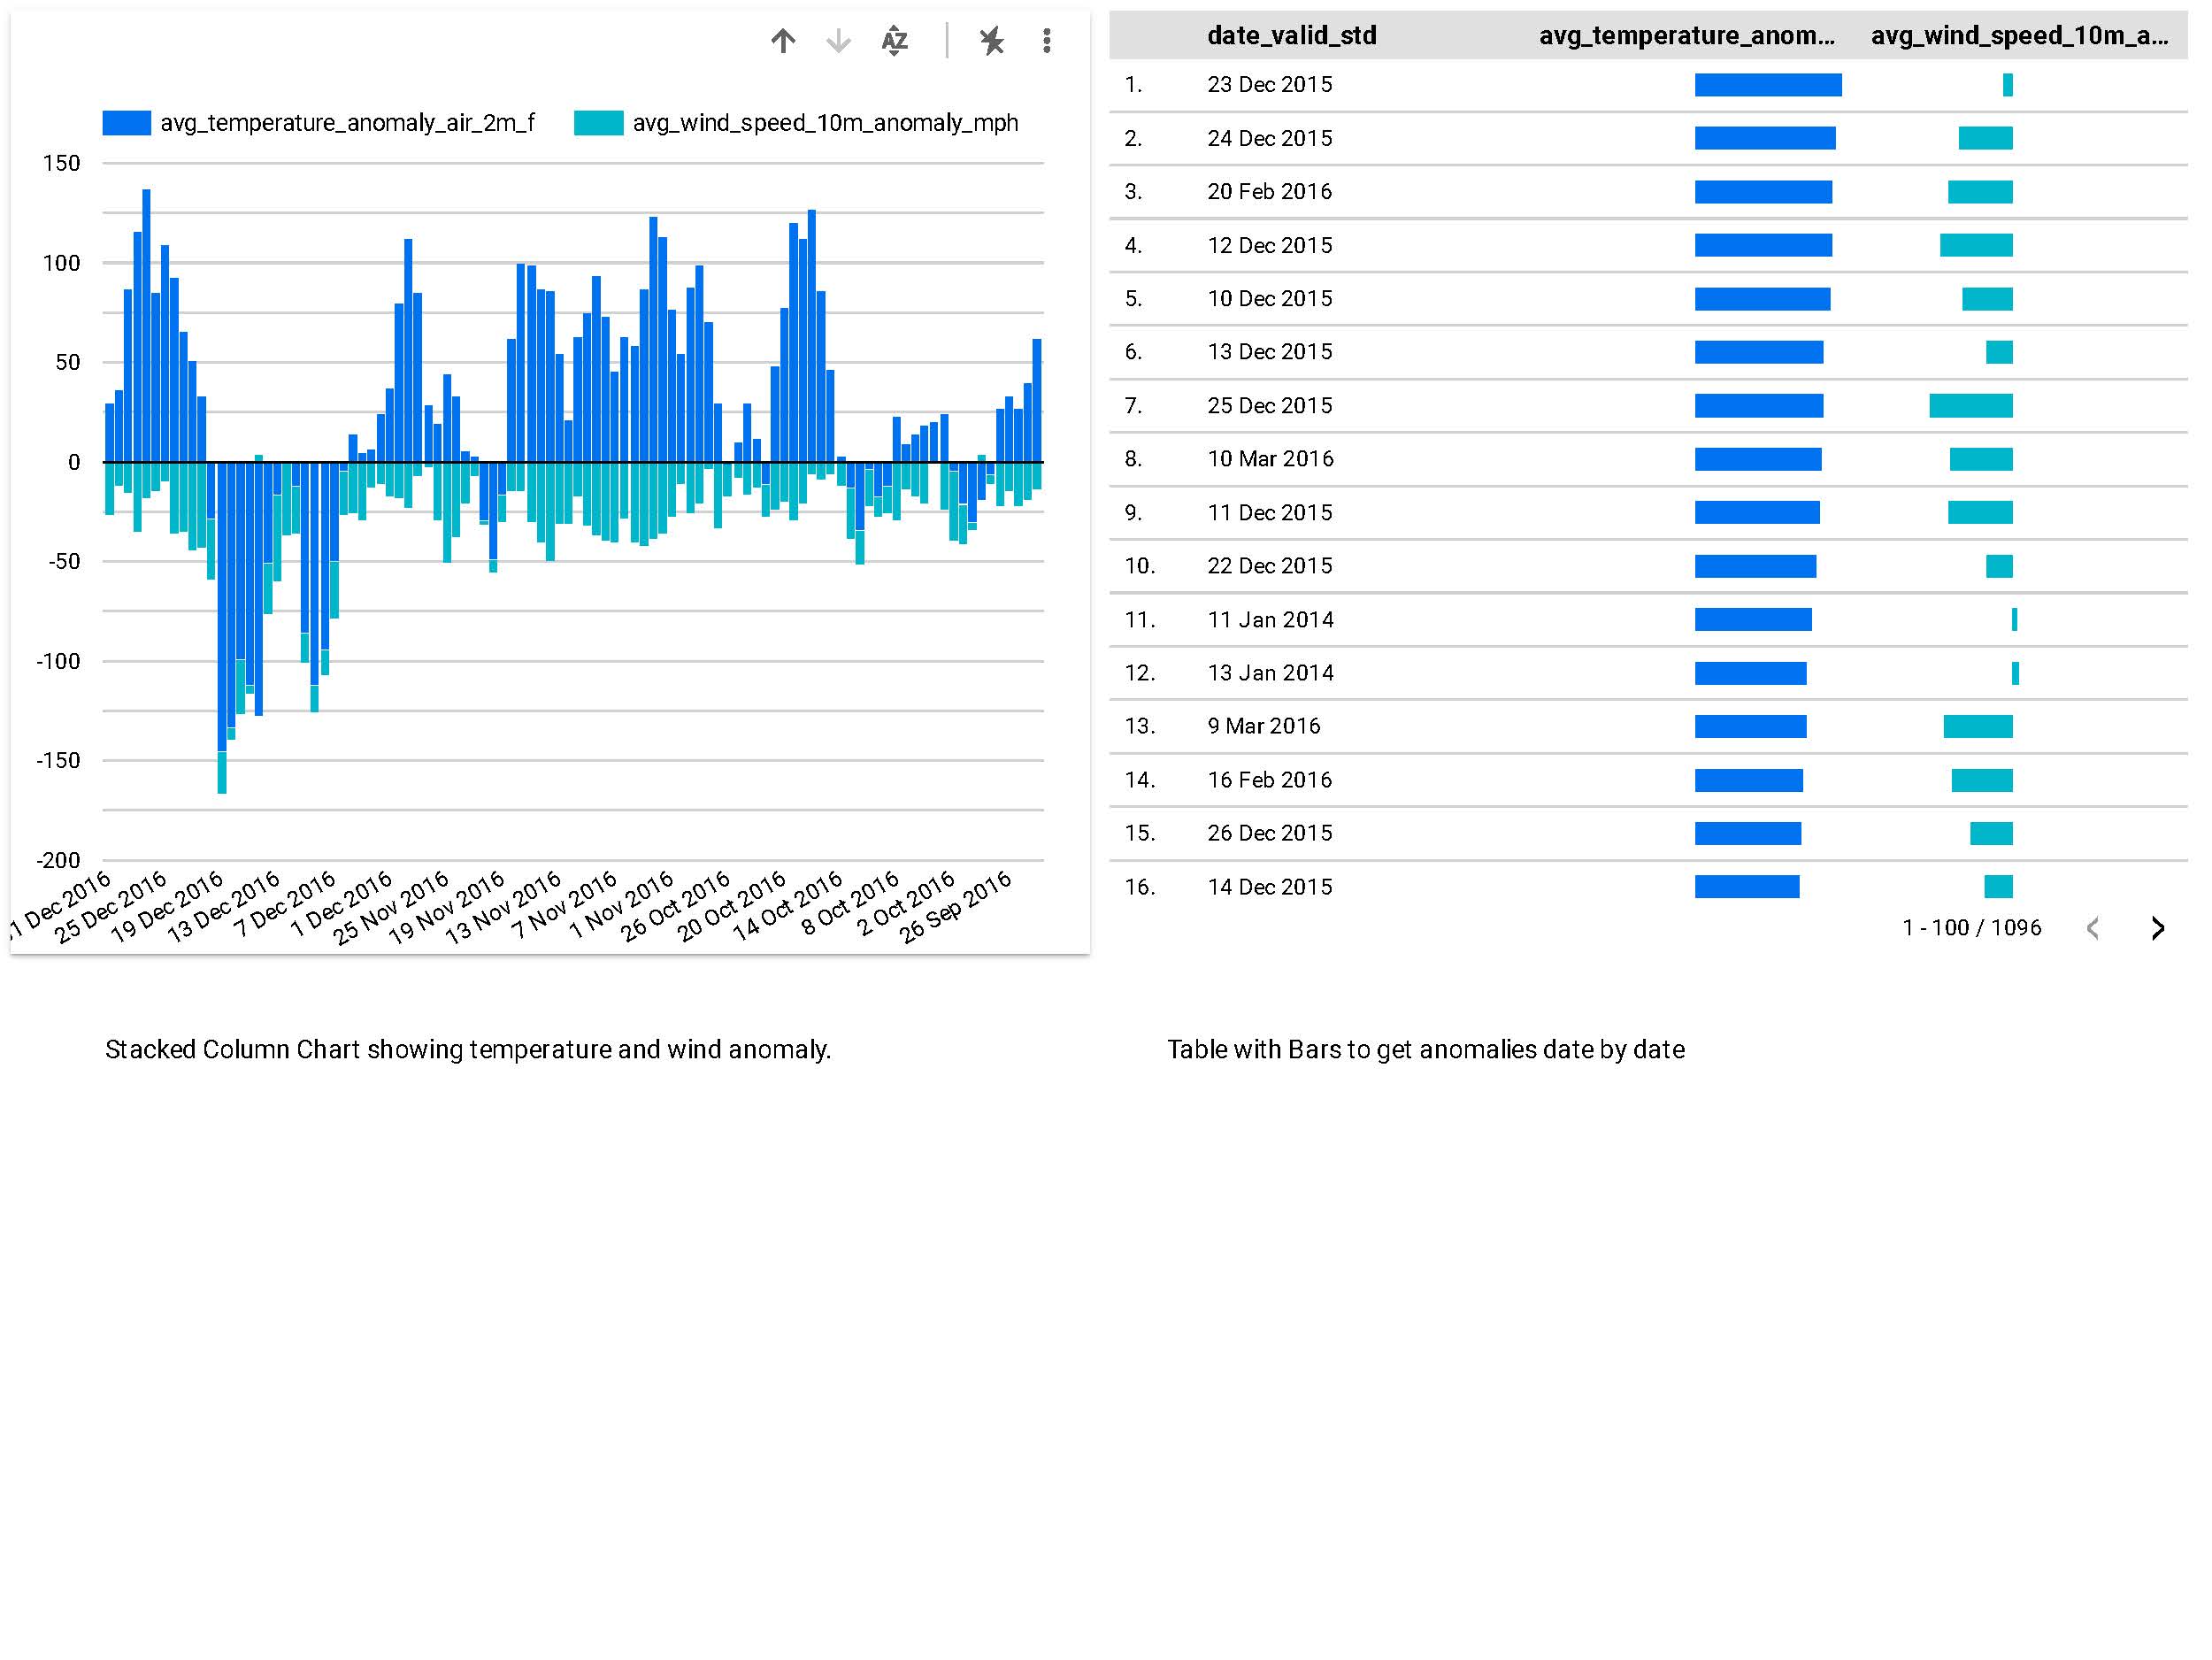 avg_temperature_anomaly_air_2m_f
avg_wind_speed_10m_anomaly_mph
150
100
50
0
-50
-100
-150
-200
1 Dec 2016
25 Dec 2016
19 Dec 2016
13 Dec 2016
7 Dec 2016
1 Dec 2016
25 Nov 2016
19 Nov 2016
13 Nov 2016
7 Nov 2016
1 Nov 2016
26 Oct 2016
20 Oct 2016
14 Oct 2016
8 Oct 2016
2 Oct 2016
26 Sep 2016
date_valid_std avg_temperature_anom... avg_wind_speed_10m_a...
1. 23 Dec 2015
2. 24 Dec 2015
3. 20 Feb 2016
4. 12 Dec 2015
5. 10 Dec 2015
6. 13 Dec 2015
7. 25 Dec 2015
8. 10 Mar 2016
9. 11 Dec 2015
10. 22 Dec 2015
11. 11 Jan 2014
12. 13 Jan 2014
13. 9 Mar 2016
14. 16 Feb 2016
15. 26 Dec 2015
16. 14 Dec 2015
1 - 100 / 1096
Stacked Column Chart showing temperature and wind anomaly.
Table with Bars to get anomalies date by date